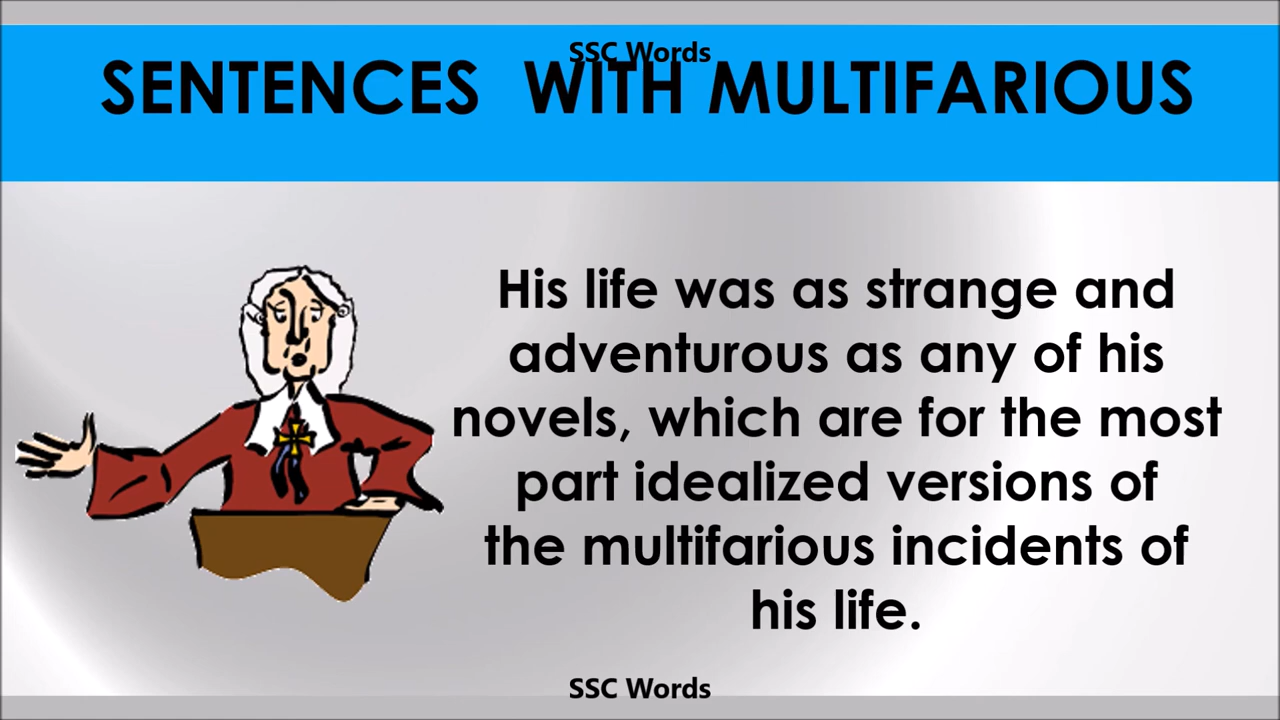 SSC Words
SENTENCES WITH MULTIFARIOUS
His life was as strange and
adventurous as any of his
novels, which are for the most
part idealized versions of
the multifarious incidents of
his life.
SSC Words